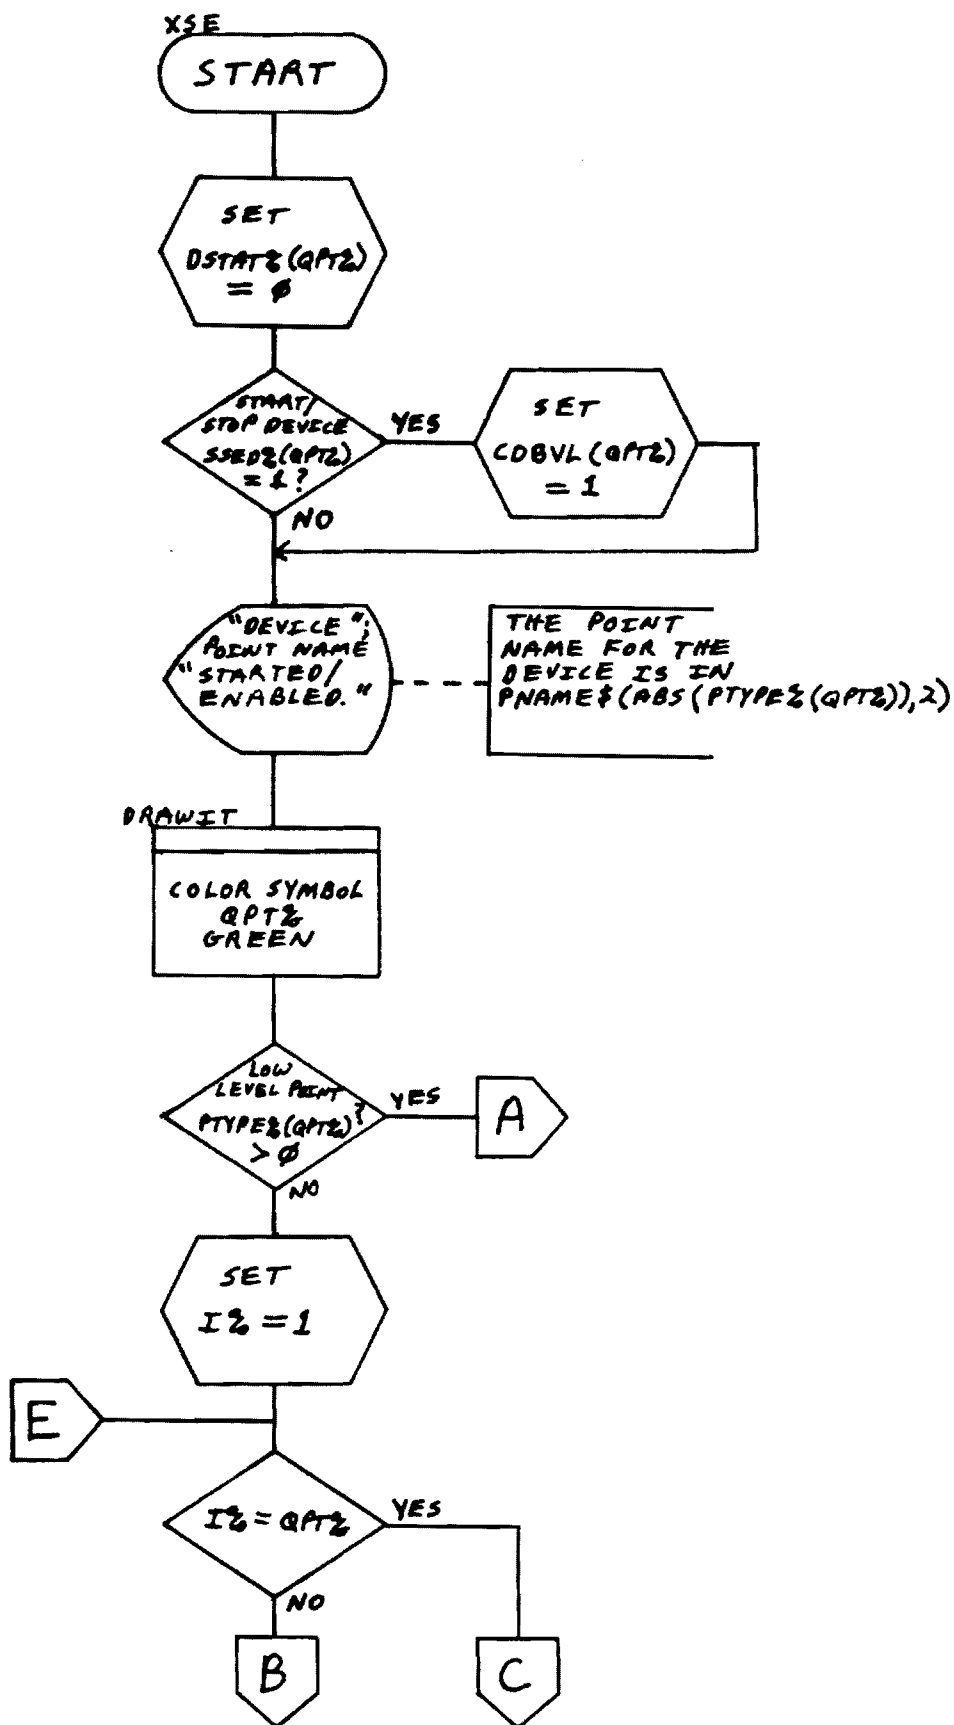 XSE
START
SET
DSTAT%(QPT%)
= ∅
START/
STOP DEVICE
SSED%(QPT%)
= 1?
YES
SET
CDBVL(QPT%)
= 1
NO
"DEVICE";
POINT NAME
"STARTED/
ENABLED."
THE POINT
NAME FOR THE
DEVICE IS IN
PNAME$(ABS(PTYPE%(QPT%)),2)
DRAWIT
COLOR SYMBOL
QPT%
GREEN
LOW
LEVEL POINT
PTYPE%(QPT%)?
> ∅
YES
A
NO
SET
I% = 1
E
I% = QPT%
YES
NO
B
C